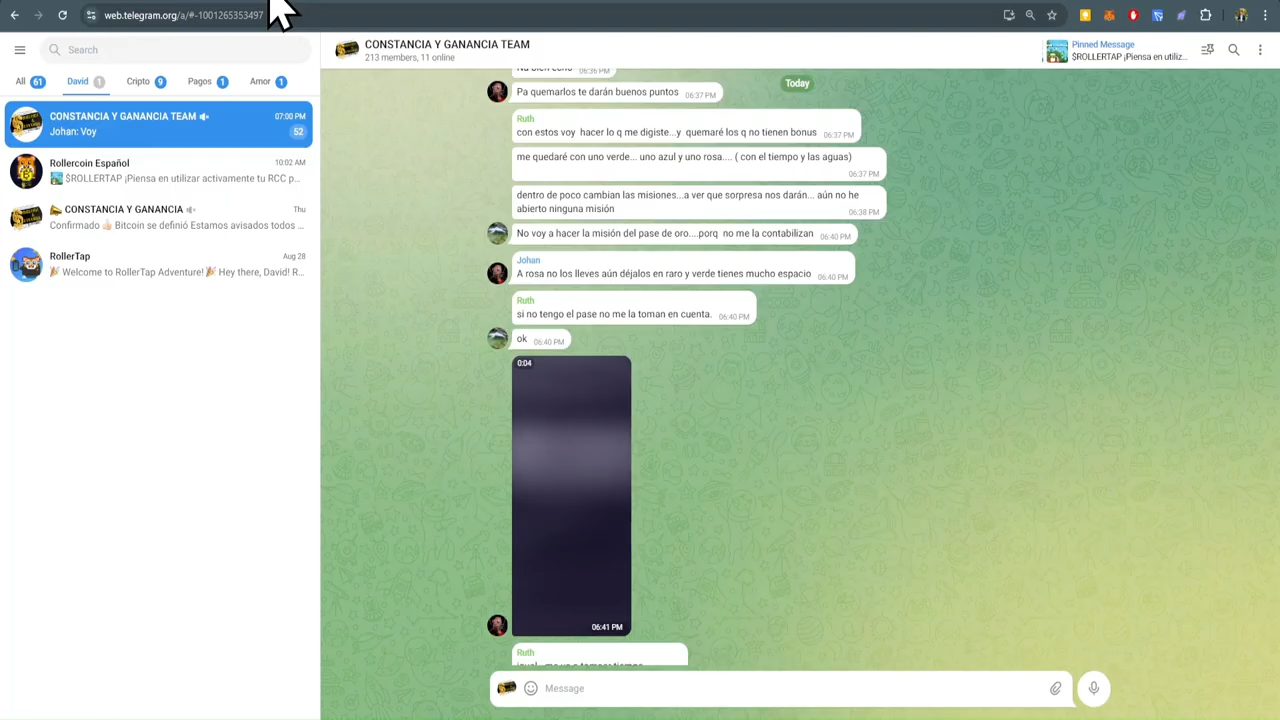 web.telegram.org/a/#-1001265353497
Search
All 61
David 1
Cripto 9
Pagos 1
Amor 1
CONSTANCIA Y GANANCIA TEAM
07:00 PM
Johan: Voy
52
Rollercoin Español
10:02 AM
$ROLLERTAP ¡Piensa en utilizar activamente tu RCC p...
CONSTANCIA Y GANANCIA
Thu
Confirmado 👍🏻 Bitcoin se definió Estamos avisados todos ...
RollerTap
Aug 28
🎉 Welcome to RollerTap Adventure!🎉 Hey there, David! R...
CONSTANCIA Y GANANCIA TEAM
213 members, 11 online
Pinned Message
$ROLLERTAP ¡Piensa en utiliz...
Today
06:36 PM
Pa quemarlos te darán buenos puntos 06:37 PM
Ruth
con estos voy hacer lo q me digiste...y quemaré los q no tienen bonus 06:37 PM
me quedaré con uno verde... uno azul y uno rosa.... ( con el tiempo y las aguas)
06:37 PM
dentro de poco cambian las misiones...a ver que sorpresa nos darán... aún no he
abierto ninguna misión
06:38 PM
No voy a hacer la misión del pase de oro....porq no me la contabilizan 06:40 PM
Johan
A rosa no los lleves aún déjalos en raro y verde tienes mucho espacio 06:40 PM
Ruth
si no tengo el pase no me la toman en cuenta. 06:40 PM
ok 06:40 PM
0:04
06:41 PM
Ruth
Message